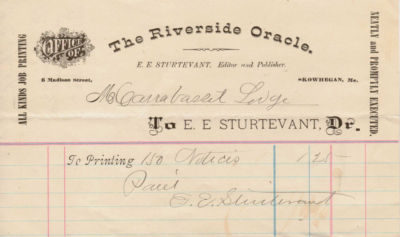 ALL KINDS JOB PRINTING
OFFICE OF
The Riverside Oracle.
E. E. STURTEVANT, Editor and Publisher.
6 Madison Street,
SKOWHEGAN, Me.
NEATLY and PROMPTLY EXECUTED.
M Carrabassett Lodge
To E. E STURTEVANT, Dr.
To Printing 150 Notices 1 25
Paid
E. E. Sturtevant